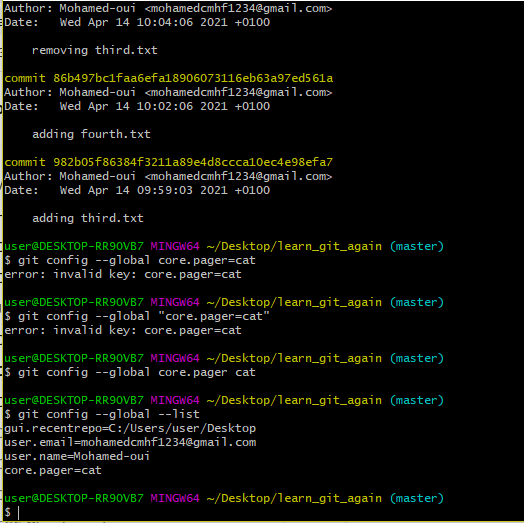 Author: Mohamed-oui <mohamedcmhf1234@gmail.com>
Date:   Wed Apr 14 10:04:06 2021 +0100
    removing third.txt
commit 86b497bc1faa6efa18906073116eb63a97ed561a
Author: Mohamed-oui <mohamedcmhf1234@gmail.com>
Date:   Wed Apr 14 10:02:06 2021 +0100
    adding fourth.txt
commit 982b05f86384f3211a89e4d8ccca10ec4e98efa7
Author: Mohamed-oui <mohamedcmhf1234@gmail.com>
Date:   Wed Apr 14 09:59:03 2021 +0100
    adding third.txt
user@DESKTOP-RR9OVB7 MINGW64 ~/Desktop/learn_git_again (master)
$ git config --global core.pager=cat
error: invalid key: core.pager=cat
user@DESKTOP-RR9OVB7 MINGW64 ~/Desktop/learn_git_again (master)
$ git config --global "core.pager=cat"
error: invalid key: core.pager=cat
user@DESKTOP-RR9OVB7 MINGW64 ~/Desktop/learn_git_again (master)
$ git config --global core.pager cat
user@DESKTOP-RR9OVB7 MINGW64 ~/Desktop/learn_git_again (master)
$ git config --global --list
gui.recentrepo=C:/Users/user/Desktop
user.email=mohamedcmhf1234@gmail.com
user.name=Mohamed-oui
core.pager=cat
user@DESKTOP-RR9OVB7 MINGW64 ~/Desktop/learn_git_again (master)
$